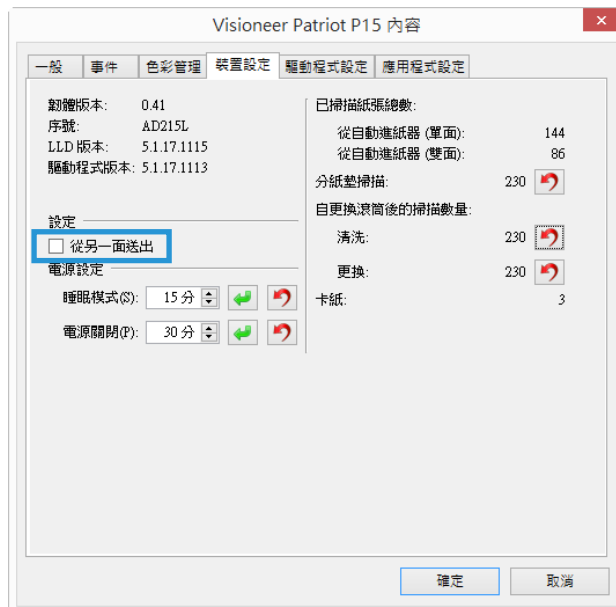 Visioneer Patriot P15 內容
一般 事件 色彩管理 裝置設定 驅動程式設定 應用程式設定
韌體版本: 0.41
序號: AD215L
LLD 版本: 5.1.17.1115
驅動程式版本: 5.1.17.1113
設定
從另一面送出
電源設定
睡眠模式(S): 15 分
電源關閉(P): 30 分
已掃描紙張總數:
從自動進紙器 (單面): 144
從自動進紙器 (雙面): 86
分紙墊掃描: 230
自更換滾筒後的掃描數量:
清洗: 230
更換: 230
卡紙: 3
確定 取消